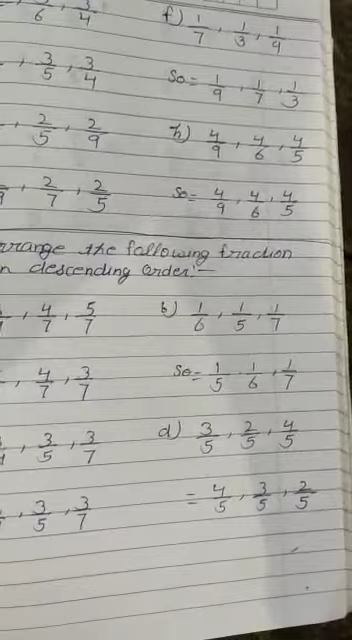 6 , 3/4 f) 1/7 , 1/3 , 1/9
, 3/5 , 3/4 So = 1/9 , 1/7 , 1/3
, 2/5 , 2/9 h) 4/9 , 4/6 , 4/5
, 2/7 , 2/5 So = 4/9 , 4/6 , 4/5
rrange the following fraction
n descending order:—
, 4/7 , 5/7 b) 1/6 , 1/5 , 1/7
, 4/7 , 3/7 So = 1/5 . 1/6 , 1/7
, 3/5 , 3/7 d) 3/5 , 2/5 , 4/5
, 3/5 , 3/7 = 4/5 , 3/5 , 2/5